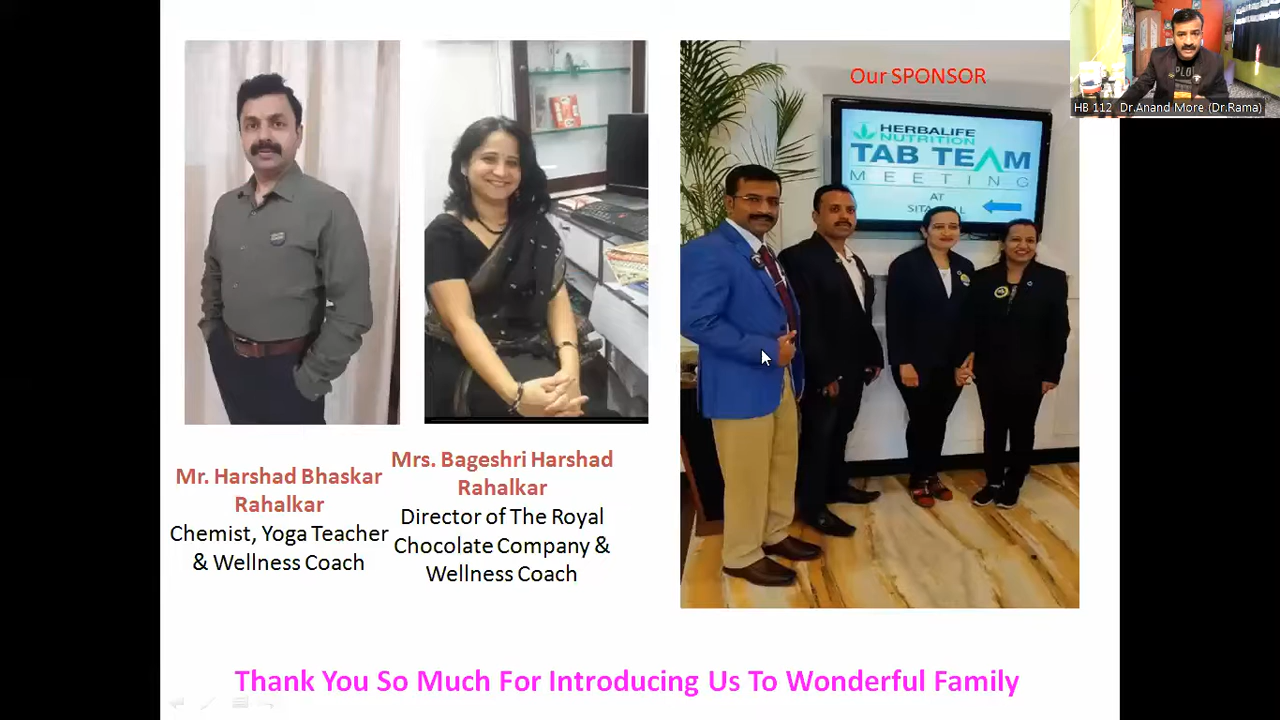 Our SPONSOR
HERBALIFE
NUTRITION
TAB TEAM
MEETING
AT
HB 112 Dr.Anand More (Dr.Rama)
Mr. Harshad Bhaskar
Rahalkar
Chemist, Yoga Teacher
& Wellness Coach
Mrs. Bageshri Harshad
Rahalkar
Director of The Royal
Chocolate Company &
Wellness Coach
Thank You So Much For Introducing Us To Wonderful Family